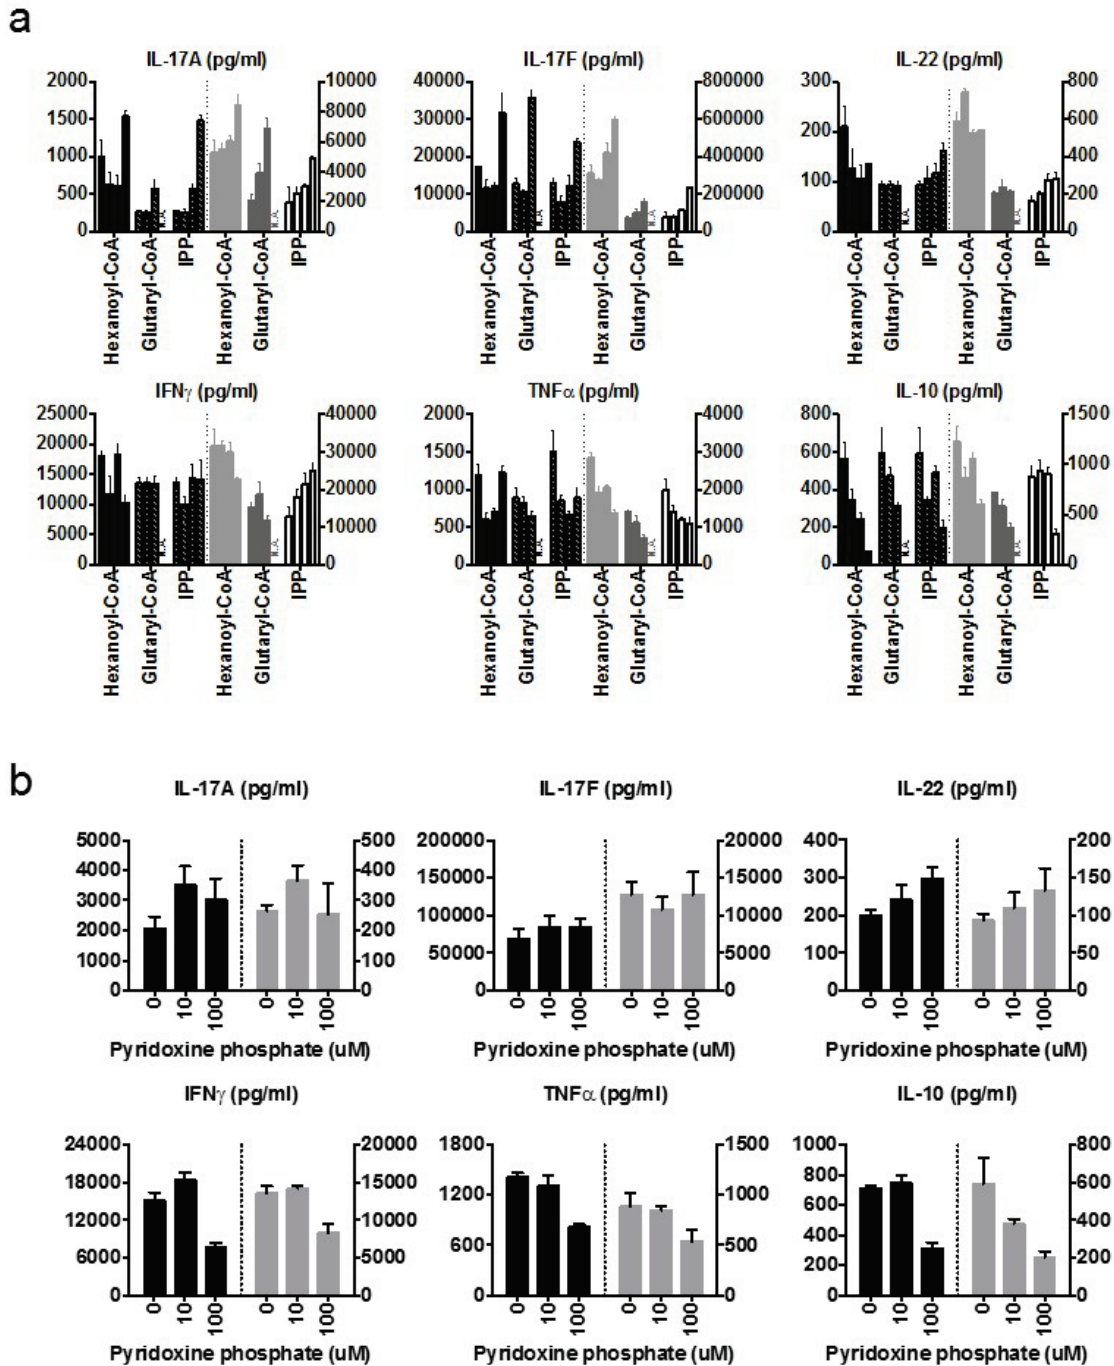 a
IL-17A (pg/ml)
2000
1500
1000
500
0
10000
8000
6000
4000
2000
0
Hexanoyl-CoA
Glutaryl-CoA
IPP
Hexanoyl-CoA
Glutaryl-CoA
IPP
IL-17F (pg/ml)
40000
30000
20000
10000
0
800000
600000
400000
200000
0
Hexanoyl-CoA
Glutaryl-CoA
IPP
Hexanoyl-CoA
Glutaryl-CoA
IPP
IL-22 (pg/ml)
300
200
100
0
800
600
400
200
0
Hexanoyl-CoA
Glutaryl-CoA
IPP
Hexanoyl-CoA
Glutaryl-CoA
IPP
IFNγ (pg/ml)
25000
20000
15000
10000
5000
0
40000
30000
20000
10000
0
Hexanoyl-CoA
Glutaryl-CoA
IPP
Hexanoyl-CoA
Glutaryl-CoA
IPP
TNFα (pg/ml)
2000
1500
1000
500
0
4000
3000
2000
1000
0
Hexanoyl-CoA
Glutaryl-CoA
IPP
Hexanoyl-CoA
Glutaryl-CoA
IPP
IL-10 (pg/ml)
800
600
400
200
0
1500
1000
500
0
Hexanoyl-CoA
Glutaryl-CoA
IPP
Hexanoyl-CoA
Glutaryl-CoA
IPP
b
IL-17A (pg/ml)
5000
4000
3000
2000
1000
0
500
400
300
200
100
0
0
10
100
0
10
100
Pyridoxine phosphate (uM)
IL-17F (pg/ml)
200000
150000
100000
50000
0
20000
15000
10000
5000
0
0
10
100
0
10
100
Pyridoxine phosphate (uM)
IL-22 (pg/ml)
400
300
200
100
0
200
150
100
50
0
0
10
100
0
10
100
Pyridoxine phosphate (uM)
IFNγ (pg/ml)
24000
18000
12000
6000
0
20000
15000
10000
5000
0
0
10
100
0
10
100
Pyridoxine phosphate (uM)
TNFα (pg/ml)
1800
1200
600
0
1500
1000
500
0
0
10
100
0
10
100
Pyridoxine phosphate (uM)
IL-10 (pg/ml)
1000
800
600
400
200
0
800
600
400
200
0
0
10
100
0
10
100
Pyridoxine phosphate (uM)